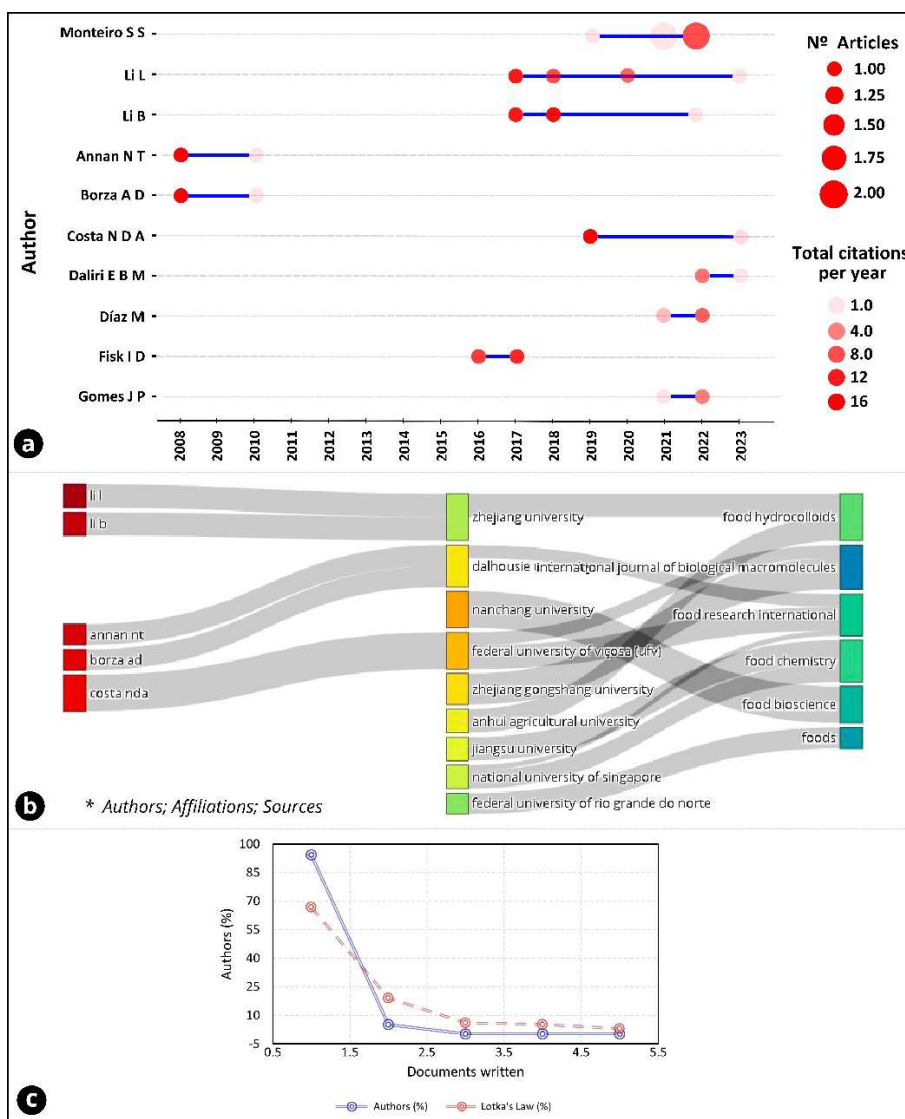 Author
Monteiro S S
Li L
Li B
Annan N T
Borza A D
Costa N D A
Daliri E B M
Díaz M
Fisk I D
Gomes J P
2008 2009 2010 2011 2012 2013 2014 2015 2016 2017 2018 2019 2020 2021 2022 2023
Nº Articles
1.00
1.25
1.50
1.75
2.00
Total citations
per year
1.0
4.0
8.0
12
16
a
li l
li b
annan nt
borza ad
costa nda
zhejiang university
dalhousie
nanchang university
federal university of viçosa [ufv]
zhejiang gongshang university
anhui agricultural university
jiangsu university
national university of singapore
federal university of rio grande do norte
food hydrocolloids
international journal of biological macromolecules
food research international
food chemistry
food bioscience
foods
* Authors; Affiliations; Sources
b
Authors (%)
100
85
70
55
40
25
10
-5
0.5 1.5 2.5 3.5 4.5 5.5
Documents written
Authors (%) Lotka's Law (%)
c